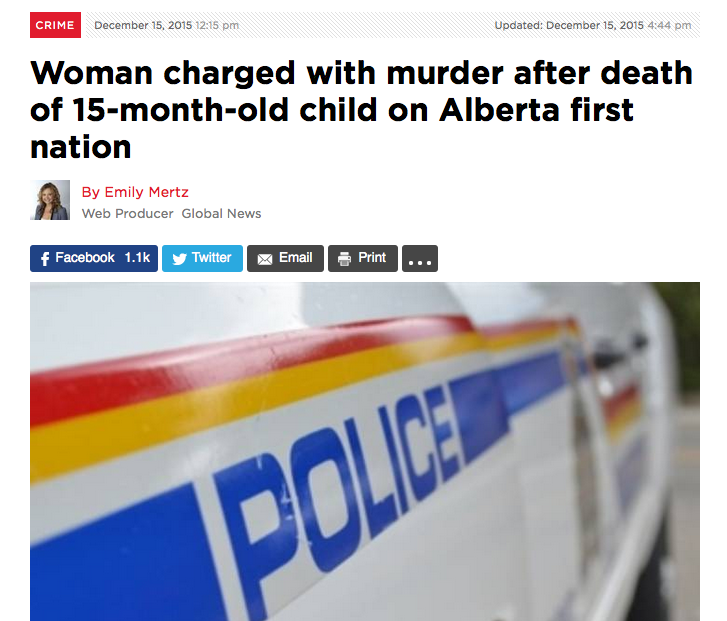 CRIME December 15, 2015 12:15 pm Updated: December 15, 2015 4:44 pm
Woman charged with murder after death
of 15-month-old child on Alberta first
nation
By Emily Mertz
Web Producer Global News
Facebook 1.1k Twitter Email Print ...
POLICE